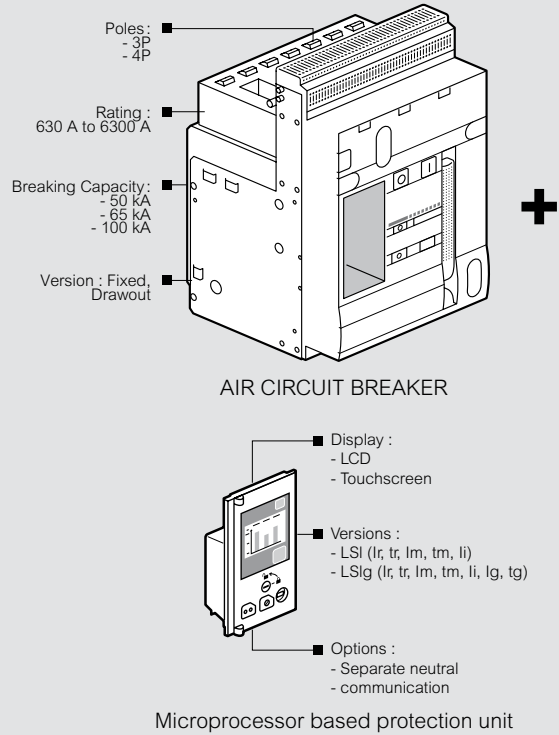 Poles :
- 3P
- 4P
Rating :
630 A to 6300 A
Breaking Capacity :
- 50 kA
- 65 kA
- 100 kA
Version : Fixed,
Drawout
AIR CIRCUIT BREAKER
Display :
- LCD
- Touchscreen
Versions :
- LSI (Ir, tr, Im, tm, Ii)
- LSIg (Ir, tr, Im, tm, Ii, Ig, tg)
Options :
- Separate neutral
- communication
Microprocessor based protection unit